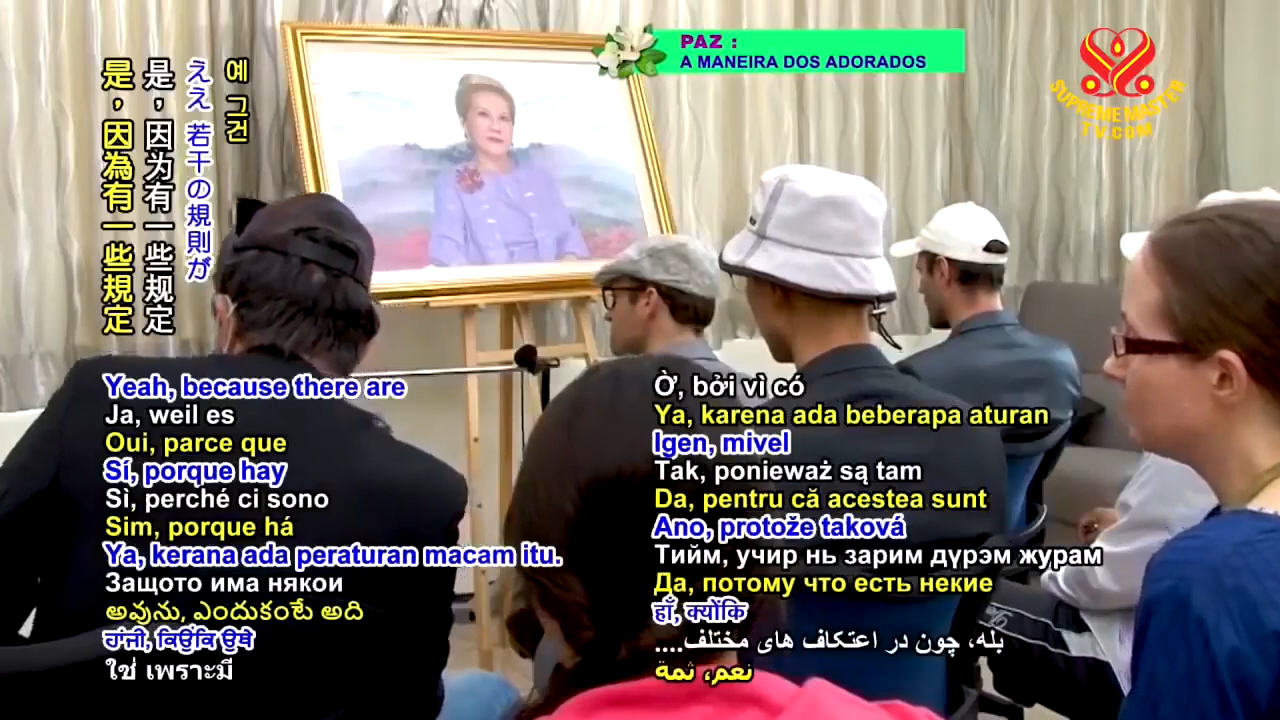 PAZ :
A MANEIRA DOS ADORADOS
SUPREME MASTER
TV.COM
예 그건
ええ 若干の規則が
是，因为有一些规定
是，因為有一些規定
Yeah, because there are
Ja, weil es
Oui, parce que
Sí, porque hay
Sì, perché ci sono
Sim, porque há
Ya, kerana ada peraturan macam itu.
Защото има някои
అవును, ఎందుకంటే అది
ਹਾਂਜੀ, ਕਿਉਂਕਿ ਉਥੇ
ใช่ เพราะมี
Ờ, bởi vì có
Ya, karena ada beberapa aturan
Igen, mivel
Tak, ponieważ są tam
Da, pentru că acestea sunt
Ano, protože taková
Тийм, учир нь зарим дүрэм журам
Да, потому что есть некие
हाँ, क्योंकि
بله، چون در اعتکاف های مختلف....
نعم، ثمة